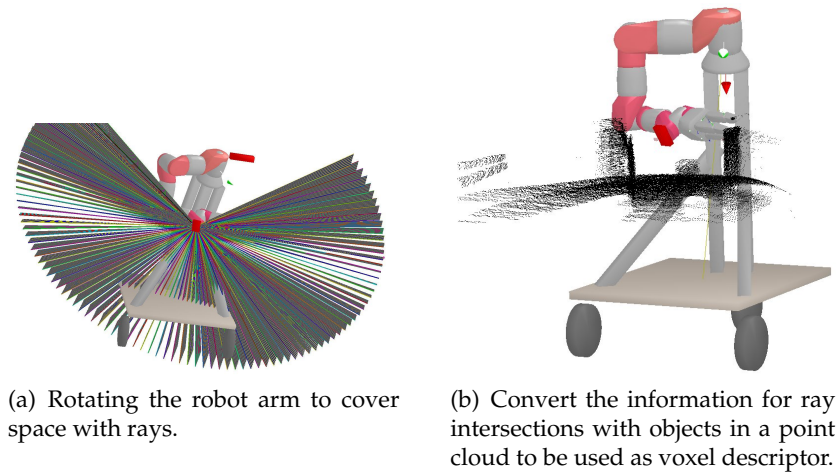 (a) Rotating the robot arm to cover
space with rays.
(b) Convert the information for ray
intersections with objects in a point
cloud to be used as voxel descriptor.